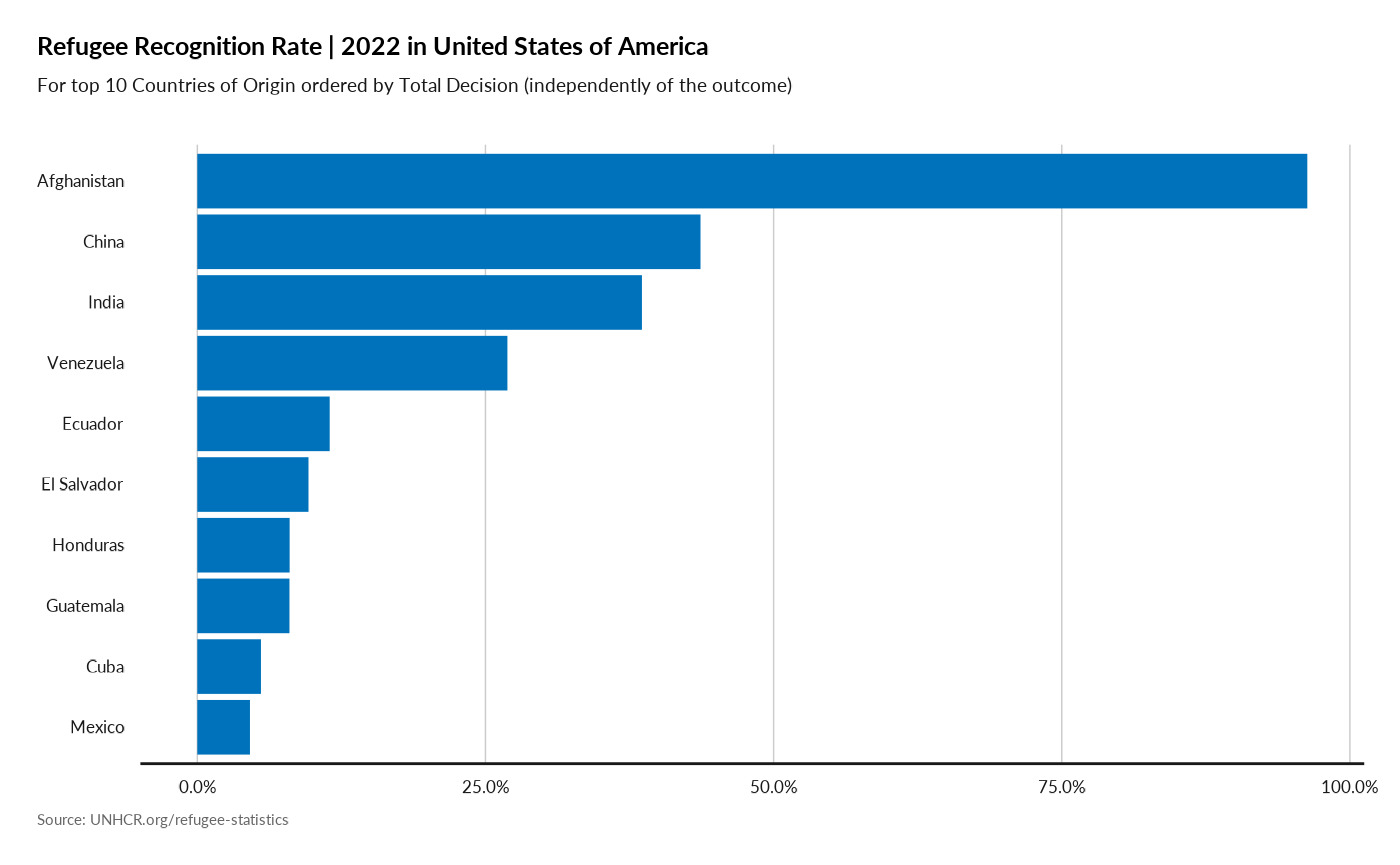 Refugee Recognition Rate | 2022 in United States of America
For top 10 Countries of Origin ordered by Total Decision (independently of the outcome)
Afghanistan
China
India
Venezuela
Ecuador
El Salvador
Honduras
Guatemala
Cuba
Mexico
0.0% 25.0% 50.0% 75.0% 100.0%
Source: UNHCR.org/refugee-statistics